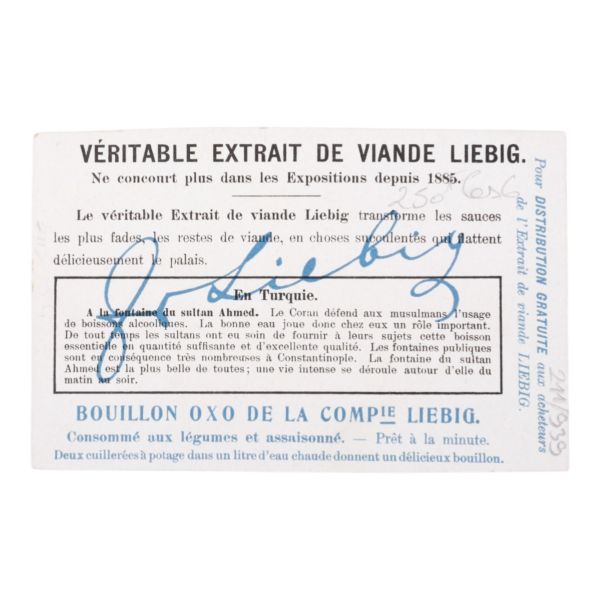 VÉRITABLE EXTRAIT DE VIANDE LIEBIG.
Ne concourt plus dans les Expositions depuis 1885.
Le véritable Extrait de viande Liebig transforme les sauces
les plus fades, les restes de viande, en choses succulentes qui flattent
délicieusement le palais.
En Turquie.
A la fontaine du sultan Ahmed. Le Coran défend aux musulmans l'usage
de boissons alcooliques. La bonne eau joue donc chez eux un rôle important.
De tout temps les sultans ont eu soin de fournir à leurs sujets cette boisson
essentielle en quantité suffisante et d'excellente qualité. Les fontaines publiques
sont en conséquence très nombreuses à Constantinople. La fontaine du sultan
Ahmed est la plus belle de toutes; une vie intense se déroule autour d'elle du
matin au soir.
J v Liebig
BOUILLON OXO DE LA COMPIE LIEBIG.
Consommé aux légumes et assaisonné. — Prêt à la minute.
Deux cuillerées à potage dans un litre d'eau chaude donnent un délicieux bouillon.
Pour DISTRIBUTION GRATUITE aux acheteurs
de l'Extrait de viande LIEBIG.